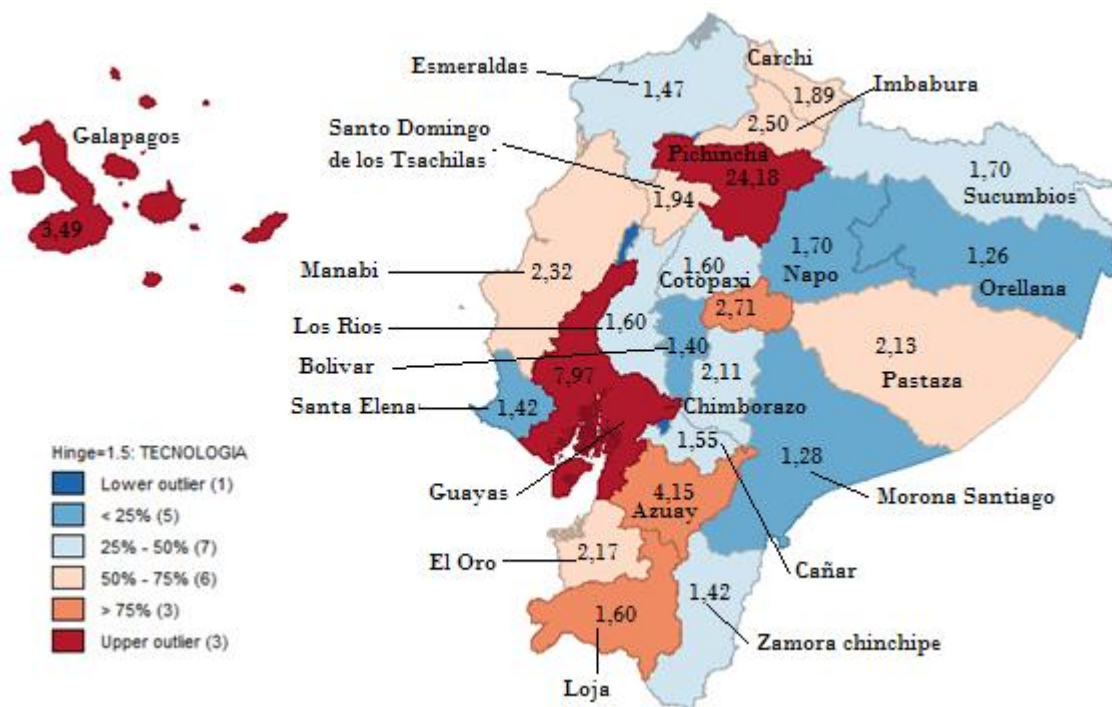 Carchi
Esmeraldas
Imbabura
1,47
1,89
2,50
Santo Domingo
de los Tsachilas
Galapagos
Pichincha
24,18
1,70
Sucumbios
1,94
3,49
Manabi
2,32
1,60
Cotopaxi
1,70
Napo
1,26
Orellana
2,71
Los Rios
1,60
Bolivar
1,40
2,13
Pastaza
7,97
2,11
Santa Elena
1,42
Chimborazo
Hinge=1.5: TECNOLOGIA
Lower outlier (1)
< 25% (5)
25% - 50% (7)
50% - 75% (6)
> 75% (3)
Upper outlier (3)
1,55
1,28
Guayas
4,15
Azuay
Morona Santiago
El Oro
2,17
Cañar
1,42
1,60
Zamora chinchipe
Loja